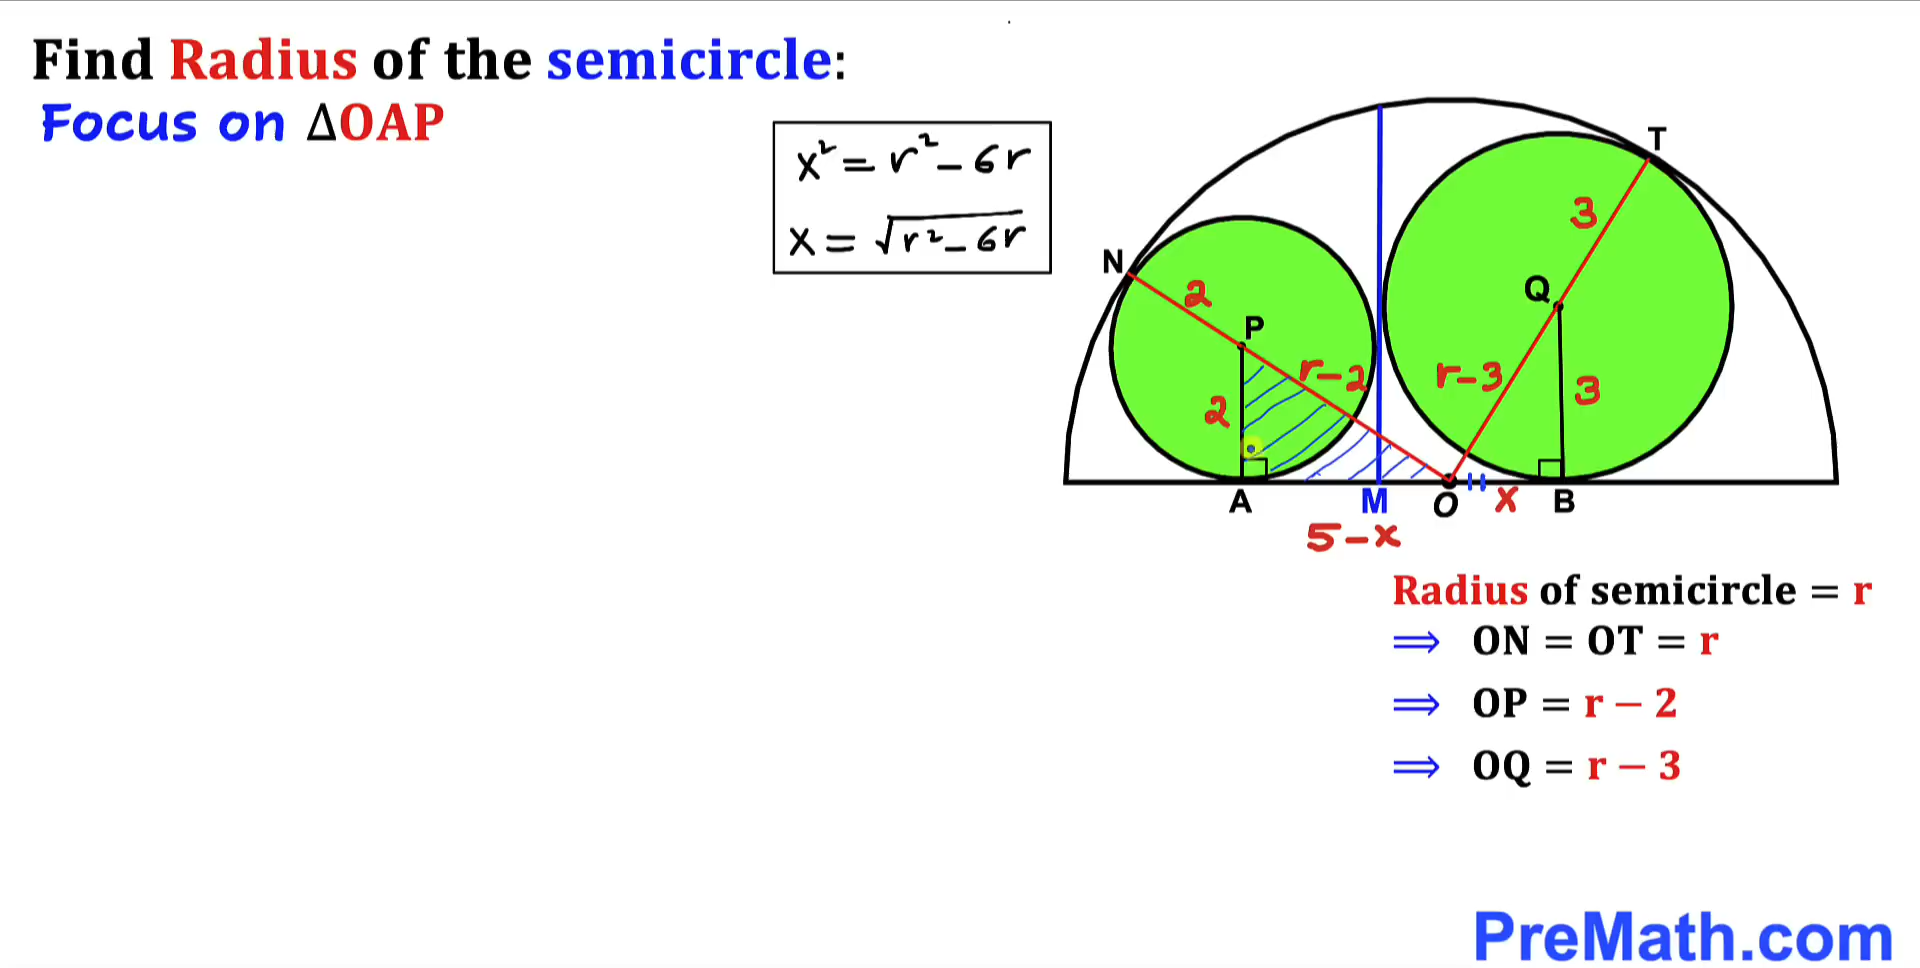 Find Radius of the semicircle:
Focus on ΔOAP
x² = r² – 6r
x = √r² – 6r
T
3
N
2
Q
P
r–2
r–3
3
2
A
M
O
x
B
5–x
Radius of semicircle = r
⟹ ON = OT = r
⟹ OP = r − 2
⟹ OQ = r − 3
PreMath.com